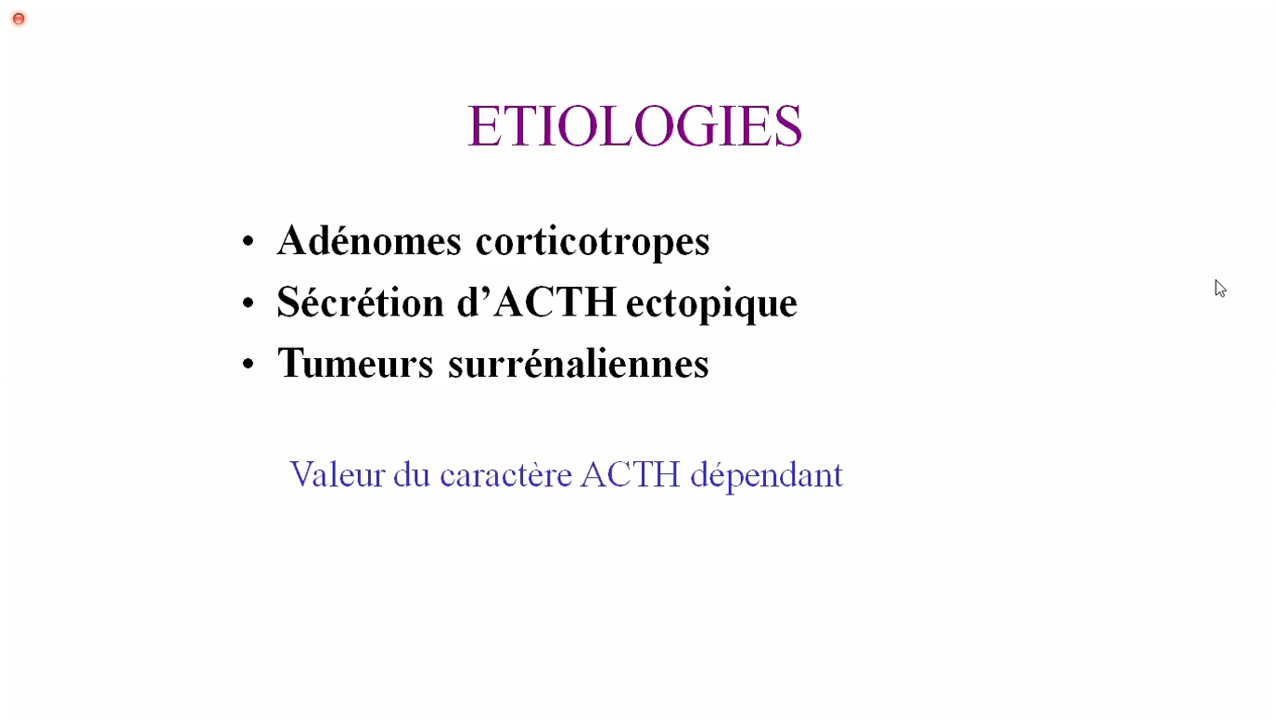 ETIOLOGIES
• Adénomes corticotropes
• Sécrétion d’ACTH ectopique
• Tumeurs surrénaliennes
Valeur du caractère ACTH dépendant